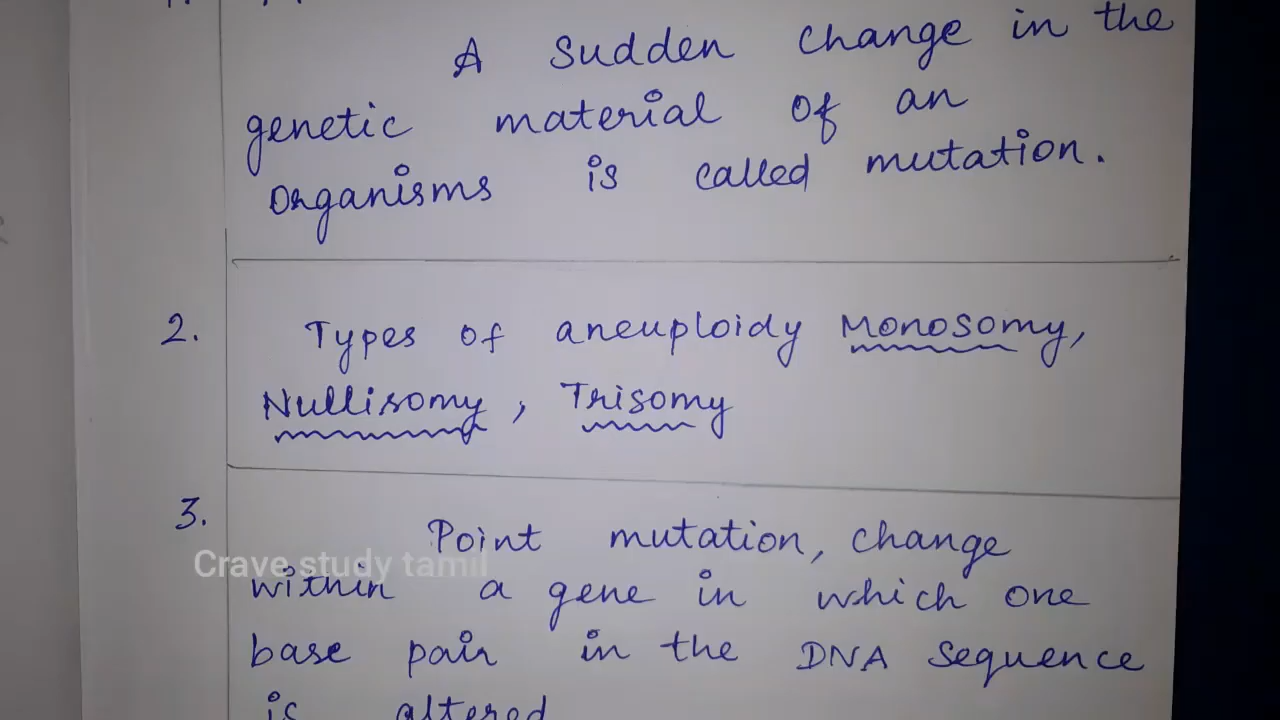 1.
A sudden change in the
genetic material of an
organisms is called mutation.
2. Types of aneuploidy Monosomy,
Nullisomy, Trisomy
3. Point mutation, change
Crave study tamil
within a gene in which one
base pair in the DNA sequence
is altered